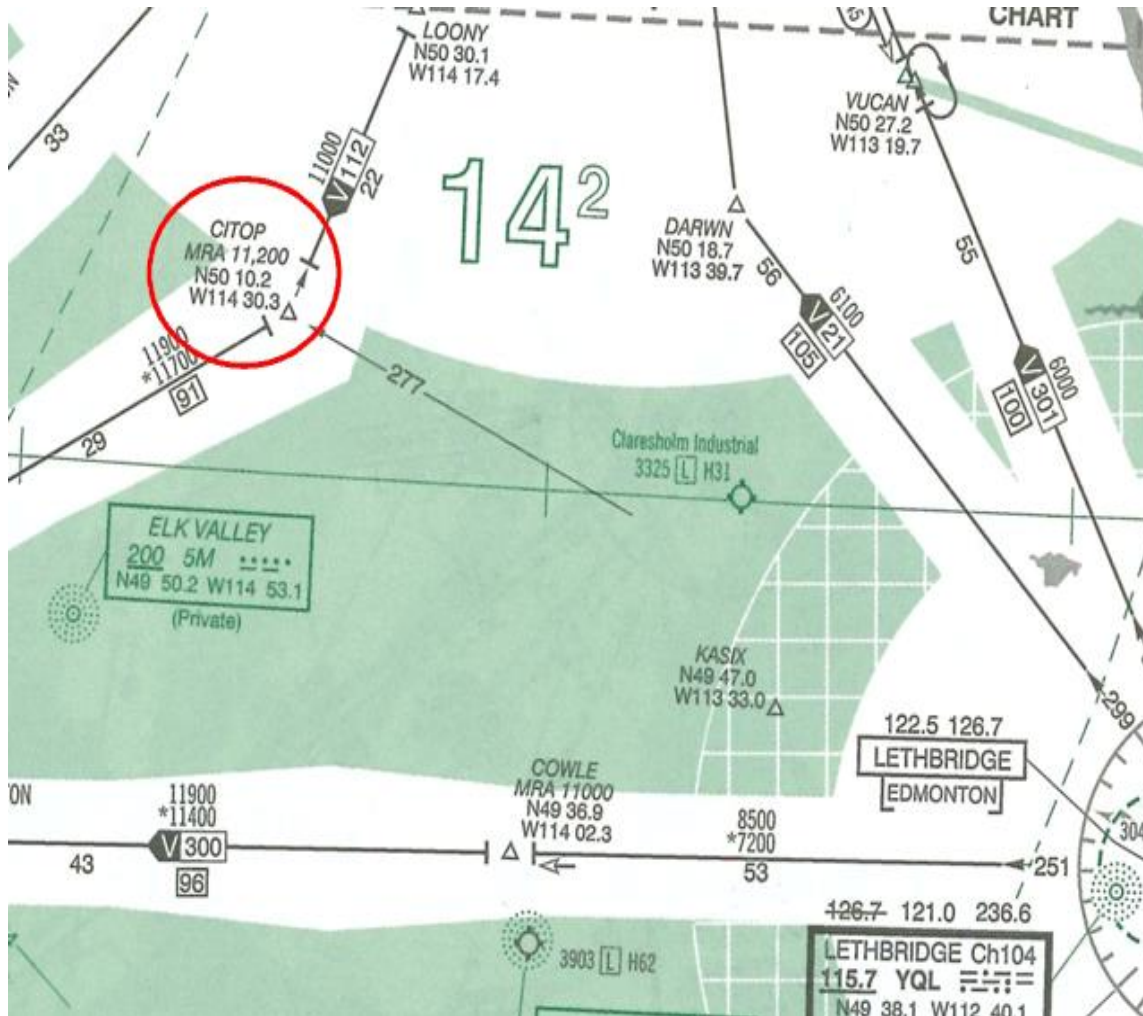 CHART
LOONY
N50 30.1
W114 17.4
VUCAN
N50 27.2
W113 19.7
33
11000
V 112
22
14²
CITOP
MRA 11,200
N50 10.2
W114 30.3
DARWN
N50 18.7
W113 39.7
56
55
6100
V 21
105
6000
V 301
100
11900
*11700
91
29
277
Claresholm Industrial
3325 [L] H31
ELK VALLEY
200 5M
N49 50.2 W114 53.1
(Private)
KASIX
N49 47.0
W113 33.0
299
122.5 126.7
LETHBRIDGE
EDMONTON
COWLE
MRA 11000
N49 36.9
W114 02.3
11900
*11400
V 300
43
96
8500
*7200
53
251
304
126.7 121.0 236.6
3903 [L] H62
LETHBRIDGE Ch104
115.7 YQL
N49 38.1 W112 40.1